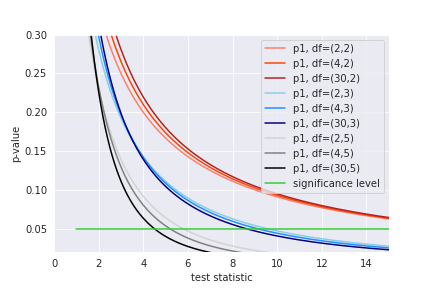 0.30
0.25
0.20
0.15
0.10
0.05
p-value
0 2 4 6 8 10 12 14
test statistic
p1, df=(2,2)
p1, df=(4,2)
p1, df=(30,2)
p1, df=(2,3)
p1, df=(4,3)
p1, df=(30,3)
p1, df=(2,5)
p1, df=(4,5)
p1, df=(30,5)
significance level